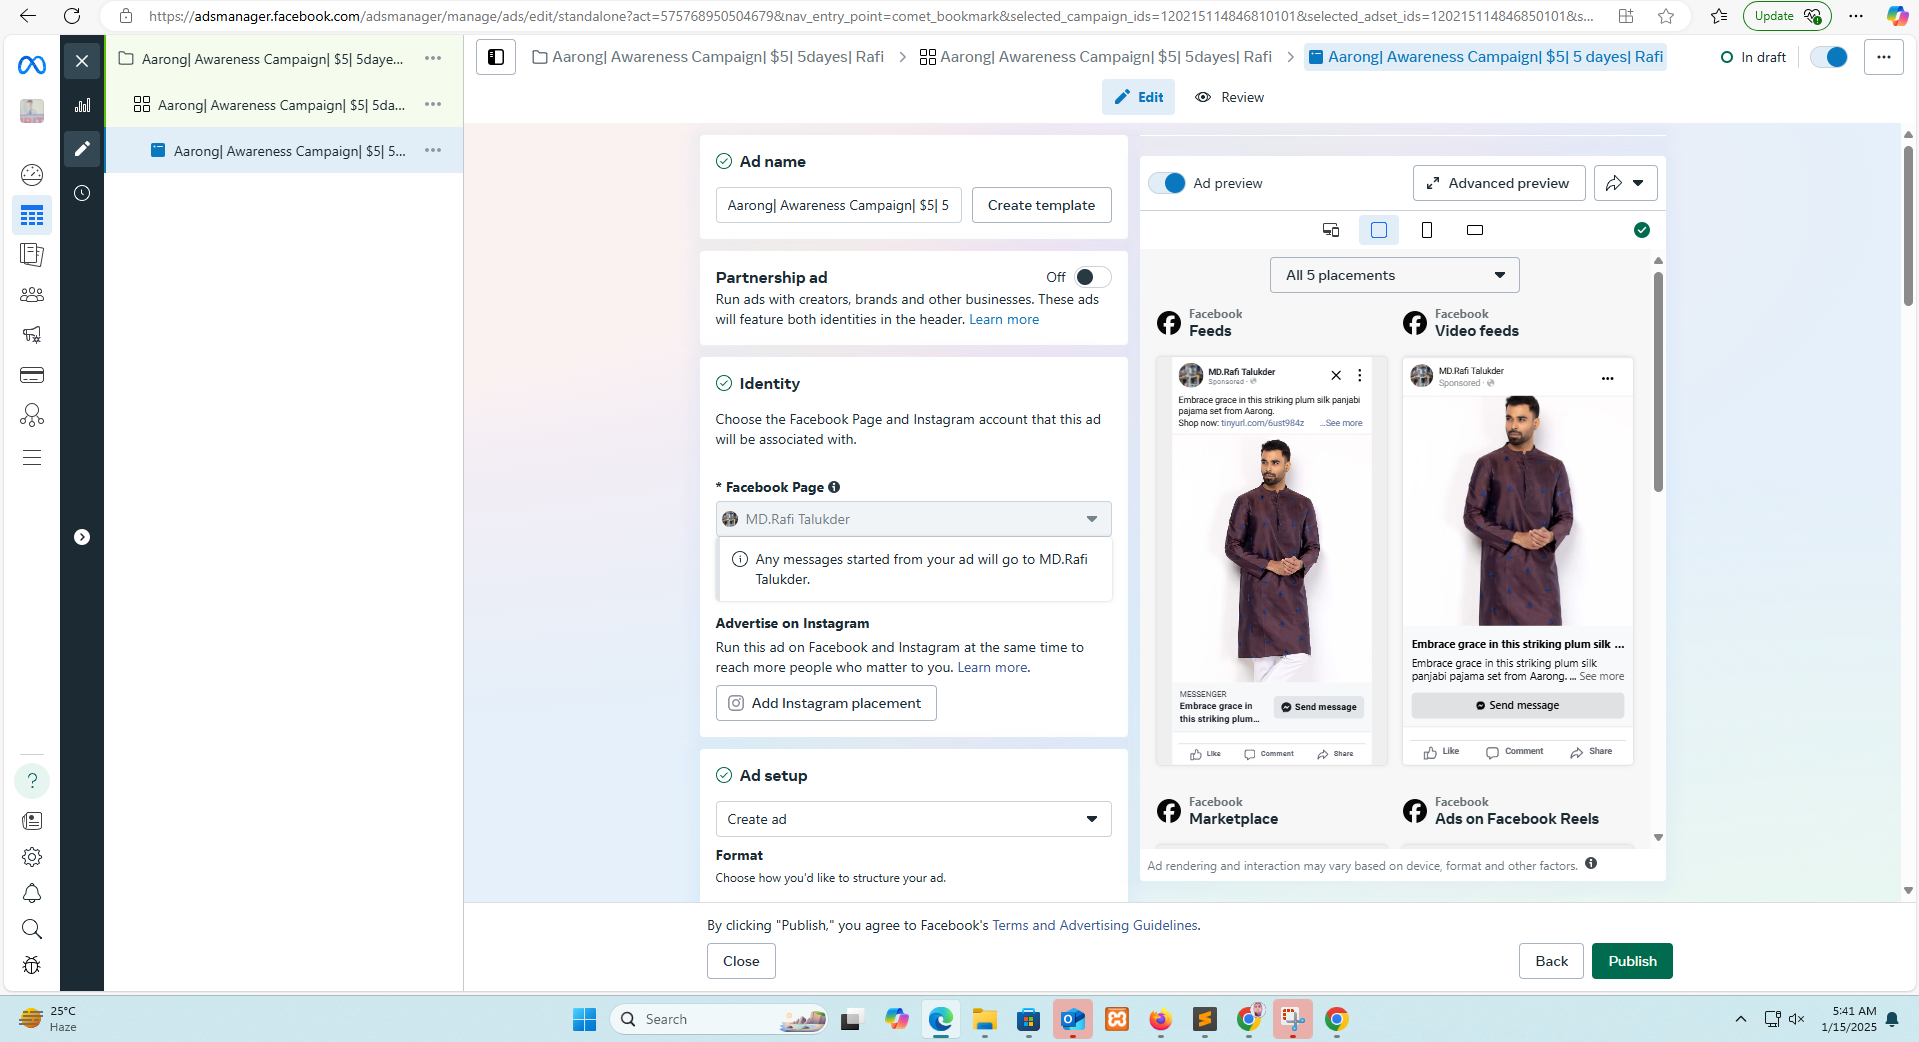 https://adsmanager.facebook.com/adsmanager/manage/ads/edit/standalone?act=575768950504679&nav_entry_point=comet_bookmark&selected_campaign_ids=120215114846810101&selected_adset_ids=120215114846850101&s...
Update
Aarong| Awareness Campaign| $5| 5daye...
Aarong| Awareness Campaign| $5| 5da...
Aarong| Awareness Campaign| $5| 5...
Aarong| Awareness Campaign| $5| 5dayes| Rafi
Aarong| Awareness Campaign| $5| 5dayes| Rafi
Aarong| Awareness Campaign| $5| 5 dayes| Rafi
In draft
Edit
Review
Ad name
Aarong| Awareness Campaign| $5| 5
Create template
Partnership ad
Off
Run ads with creators, brands and other businesses. These ads
will feature both identities in the header. Learn more
Identity
Choose the Facebook Page and Instagram account that this ad
will be associated with.
* Facebook Page
MD.Rafi Talukder
Any messages started from your ad will go to MD.Rafi
Talukder.
Advertise on Instagram
Run this ad on Facebook and Instagram at the same time to
reach more people who matter to you. Learn more.
Add Instagram placement
Ad setup
Create ad
Format
Choose how you'd like to structure your ad.
Ad preview
Advanced preview
All 5 placements
Facebook
Feeds
MD.Rafi Talukder
Sponsored ·
Embrace grace in this striking plum silk panjabi
pajama set from Aarong.
Shop now: tinyurl.com/6ust984z ...See more
MESSENGER
Embrace grace in
this striking plum...
Send message
Like
Comment
Share
Facebook
Video feeds
MD.Rafi Talukder
Sponsored ·
Embrace grace in this striking plum silk ...
Embrace grace in this striking plum silk
panjabi pajama set from Aarong. ... See more
Send message
Like
Comment
Share
Facebook
Marketplace
Facebook
Ads on Facebook Reels
Ad rendering and interaction may vary based on device, format and other factors.
By clicking "Publish," you agree to Facebook's Terms and Advertising Guidelines.
Close
Back
Publish
25°C
Haze
Search
5:41 AM
1/15/2025